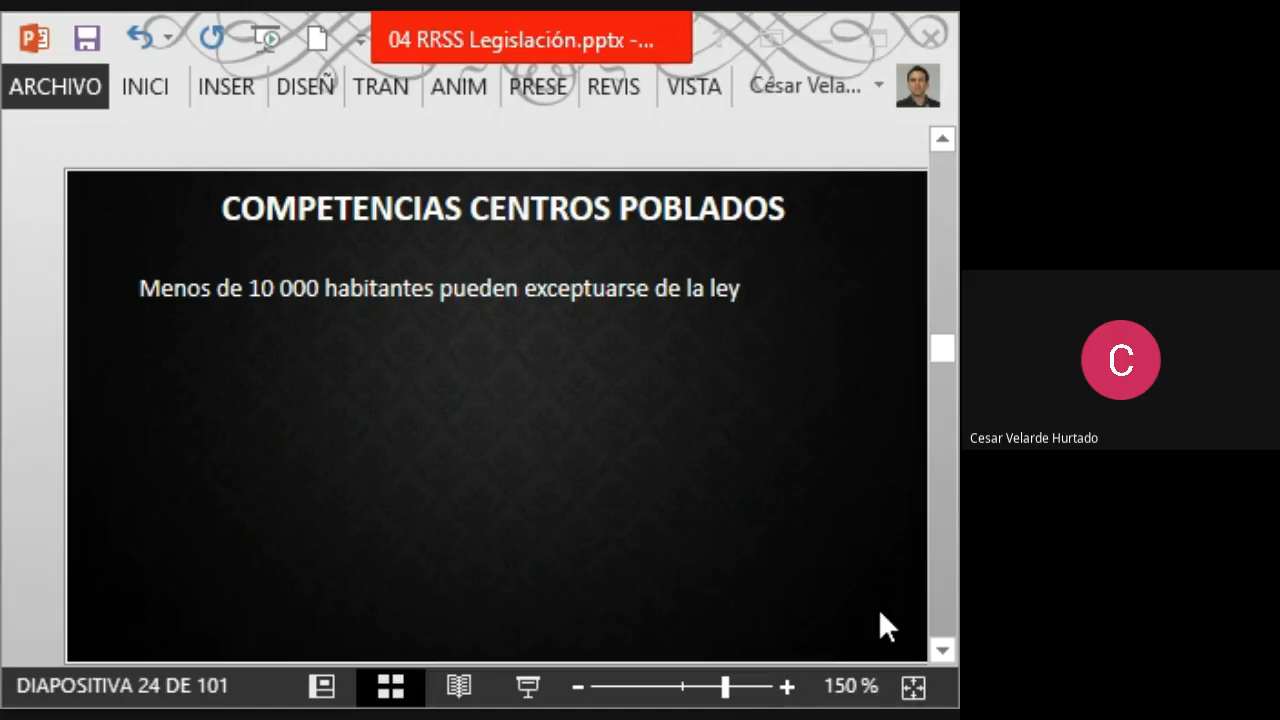 04 RRSS Legislación.pptx -...
ARCHIVO INICI INSER DISEÑ TRAN ANIM PRESE REVIS VISTA César Vela...
COMPETENCIAS CENTROS POBLADOS
Menos de 10 000 habitantes pueden exceptuarse de la ley
C
Cesar Velarde Hurtado
DIAPOSITIVA 24 DE 101
150 %